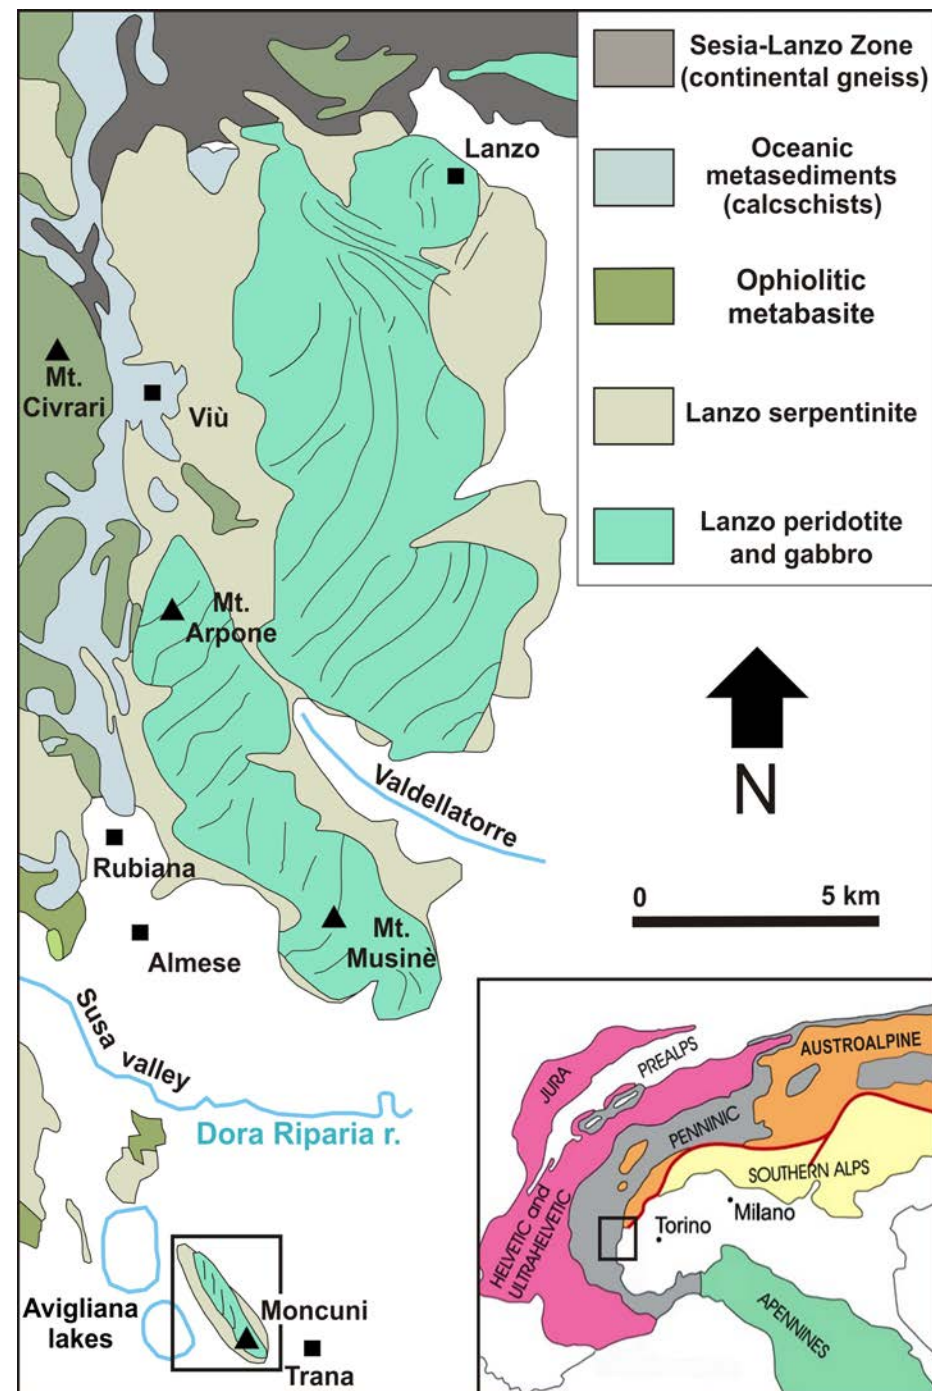 Sesia-Lanzo Zone
(continental gneiss)
Oceanic
metasediments
(calcschists)
Ophiolitic
metabasite
Lanzo serpentinite
Lanzo peridotite
and gabbro
Lanzo
Mt.
Civrari
Viù
Mt.
Arpone
Valdellatorre
N
Rubiana
0 5 km
Almese
Mt.
Musinè
Susa valley
Dora Riparia r.
Avigliana
lakes
Moncuni
Trana
JURA
PREALPS
AUSTROALPINE
PENNINIC
SOUTHERN ALPS
HELVETIC and
ULTRAHELVETIC
Milano
Torino
APENNINES